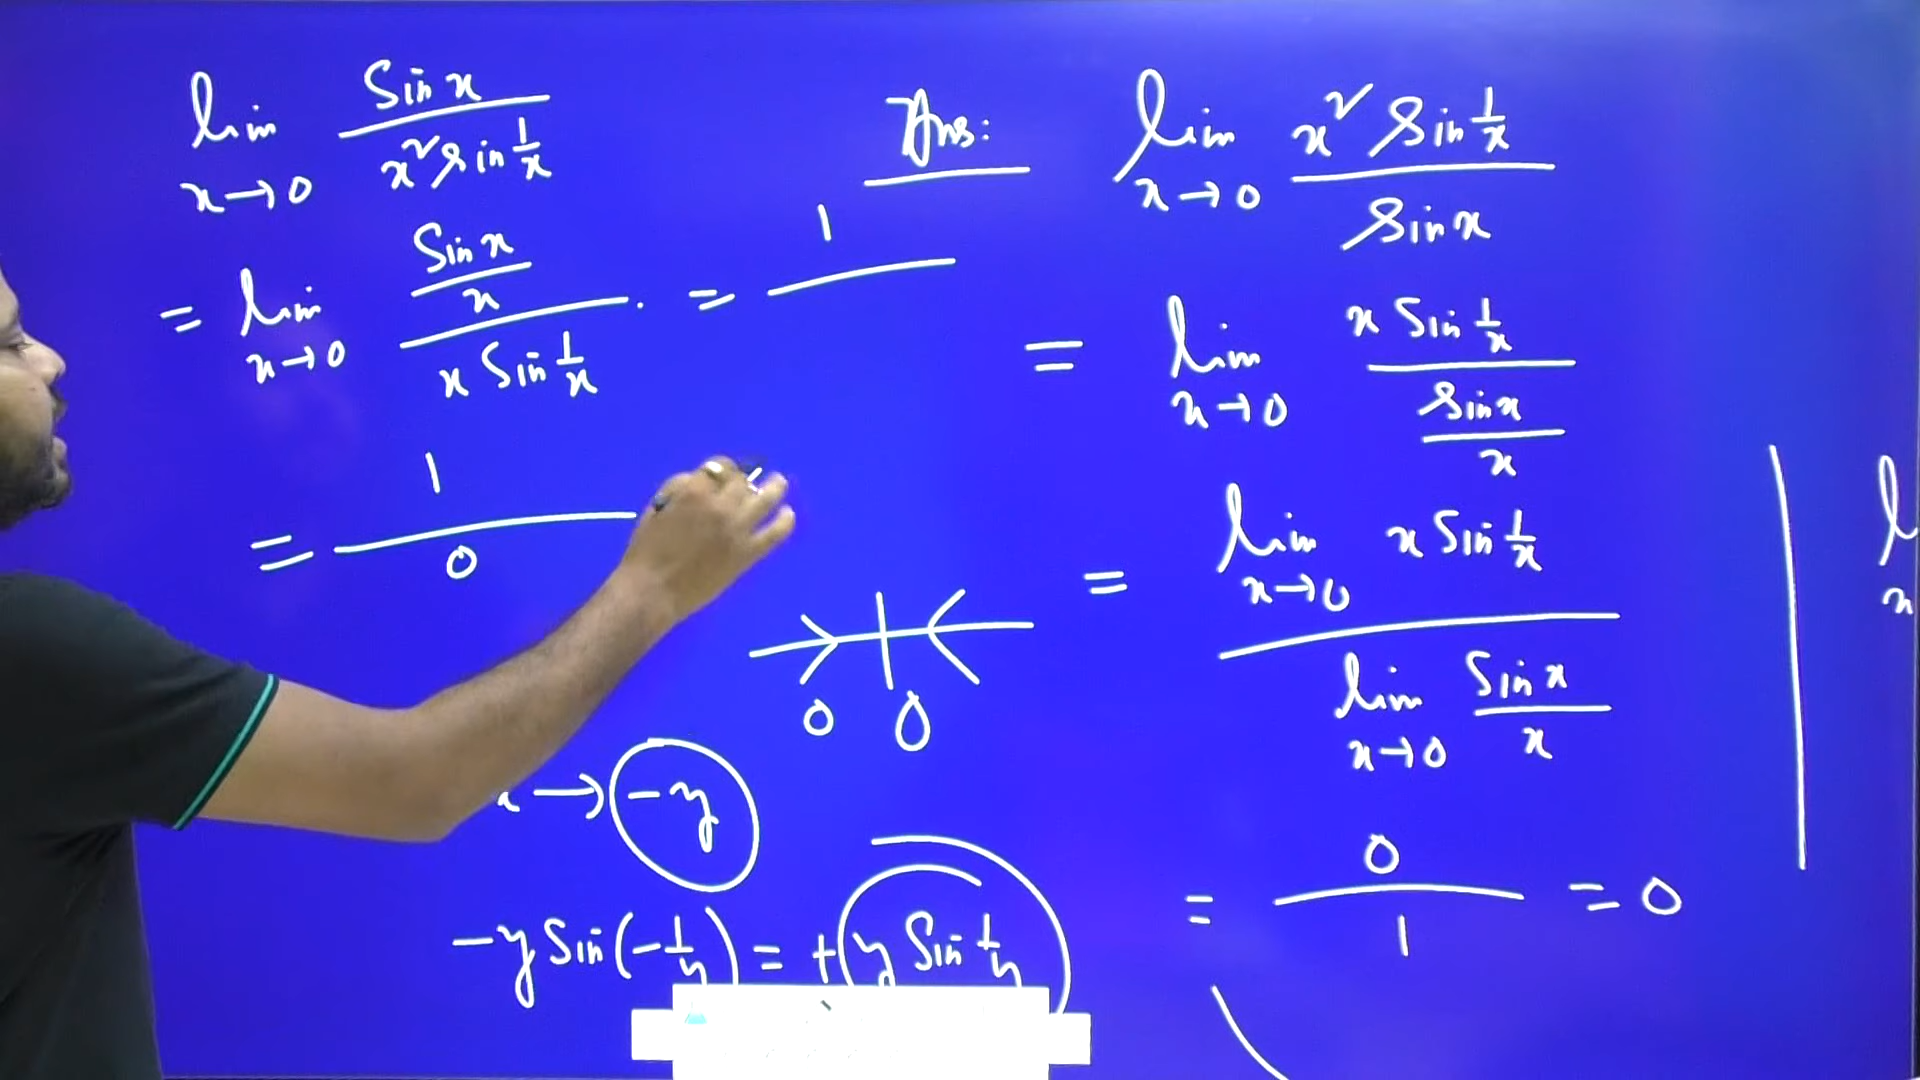 lim x→0 Sin x / x² Sin 1/x
= lim x→0 (Sin x / x) / (x Sin 1/x) . = 1 /
= 1 / 0
0 0
x → -y
-y Sin (-1/y) = + y Sin 1/y
Ans: lim x→0 x² Sin 1/x / Sin x
= lim x→0 (x Sin 1/x) / (Sin x / x)
= (lim x→0 x Sin 1/x) / (lim x→0 Sin x / x)
= 0 / 1 = 0